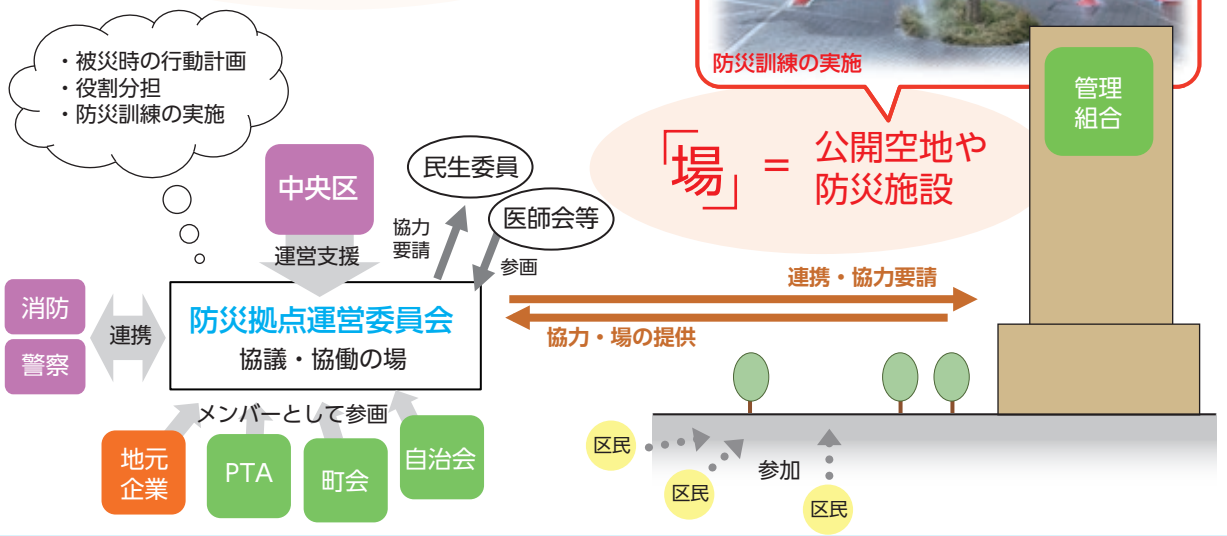 ・被災時の行動計画
・役割分担
・防災訓練の実施
防災訓練の実施
管理
組合
「場」 = 公開空地や
防災施設
中央区
運営支援
民生委員
医師会等
協力
要請
参画
消防
警察
連携
防災拠点運営委員会
協議・協働の場
連携・協力要請
協力・場の提供
メンバーとして参画
地元
企業
PTA
町会
自治会
区民
区民
区民
参加